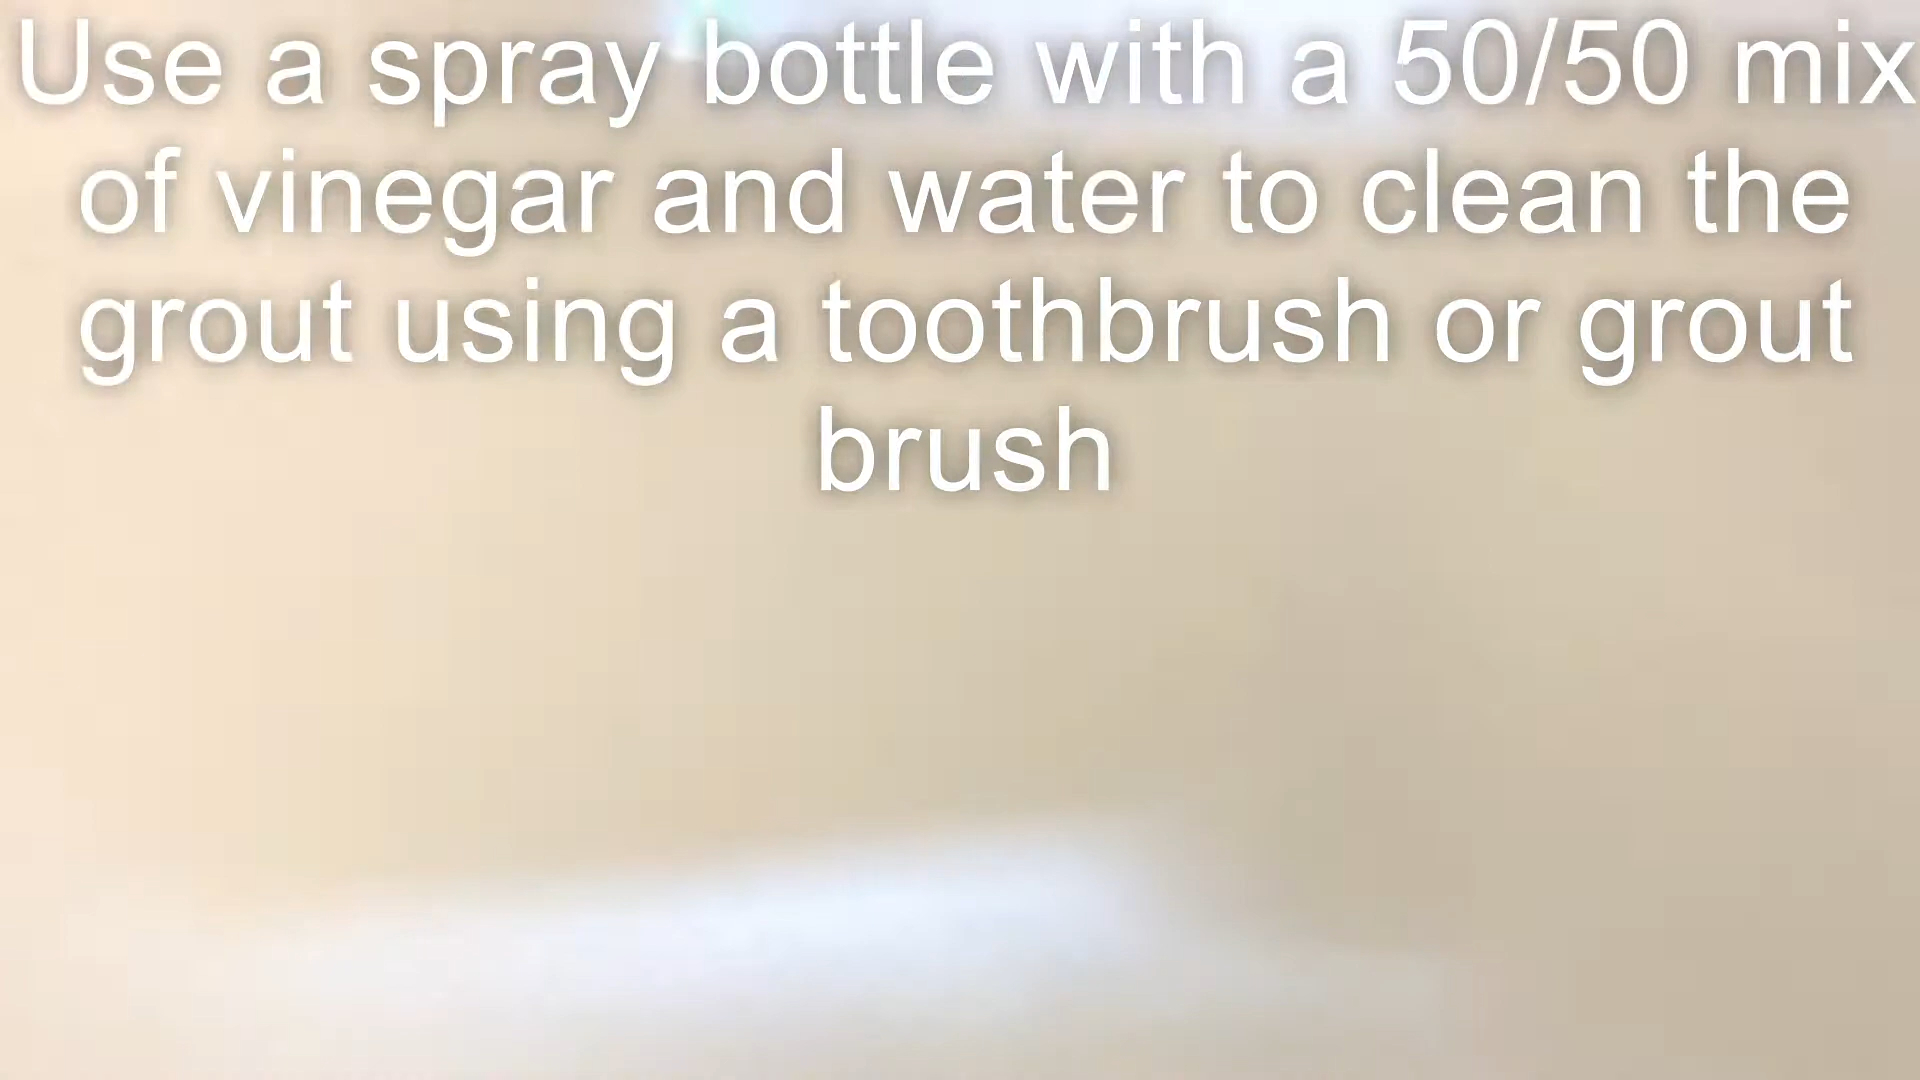 Use a spray bottle with a 50/50 mix
of vinegar and water to clean the
grout using a toothbrush or grout
brush